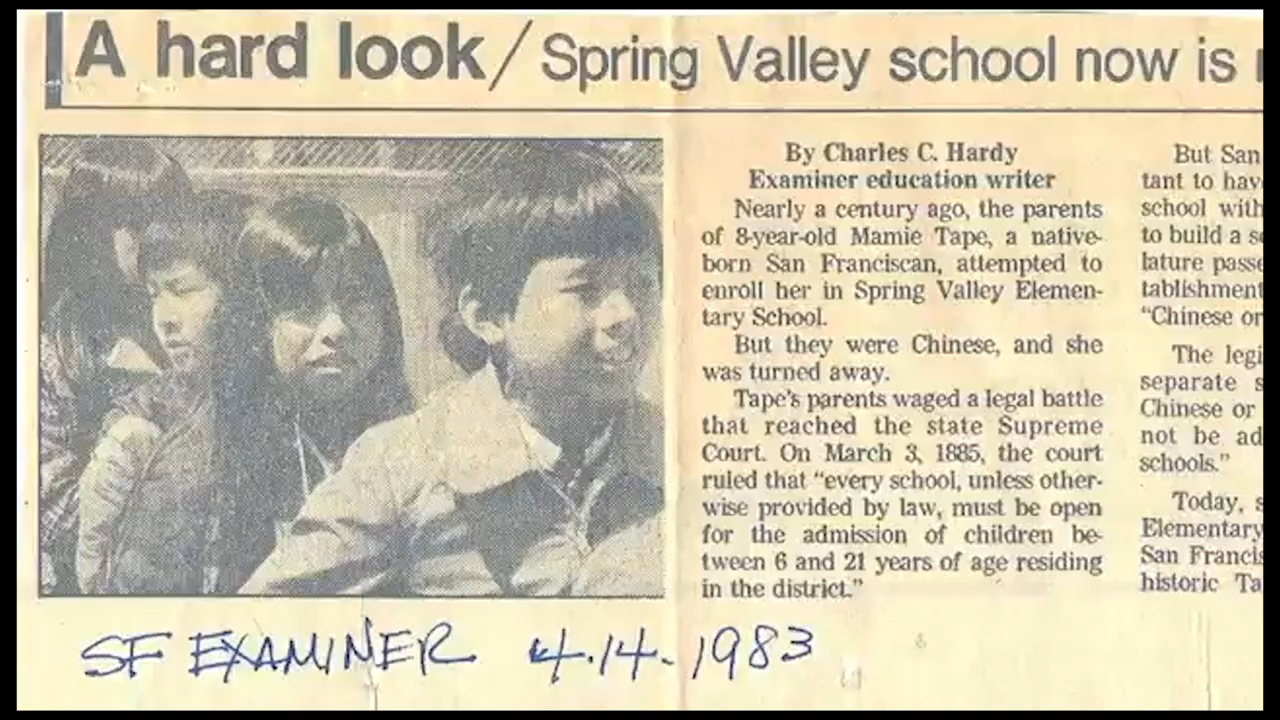 A hard look/Spring Valley school now is
By Charles C. Hardy
Examiner education writer
Nearly a century ago, the parents
of 8-year-old Mamie Tape, a native-
born San Franciscan, attempted to
enroll her in Spring Valley Elemen-
tary School.
But they were Chinese, and she
was turned away.
Tape's parents waged a legal battle
that reached the state Supreme
Court. On March 3, 1885, the court
ruled that "every school, unless other-
wise provided by law, must be open
for the admission of children be-
tween 6 and 21 years of age residing
in the district."
But San
tant to hav
school with
to build a s
lature passe
tablishment
"Chinese or
The legi
separate s
Chinese or
not be ad
schools."
Today, s
Elementary
San Francis
historic Ta
SF EXAMINER 4.14.1983